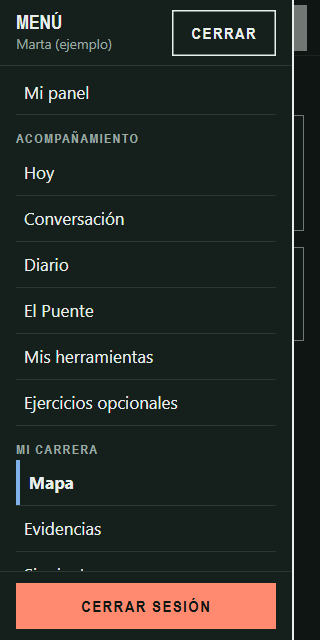 MENÚ
Marta (ejemplo)
CERRAR
Mi panel
ACOMPAÑAMIENTO
Hoy
Conversación
Diario
El Puente
Mis herramientas
Ejercicios opcionales
MI CARRERA
Mapa
Evidencias
CERRAR SESIÓN